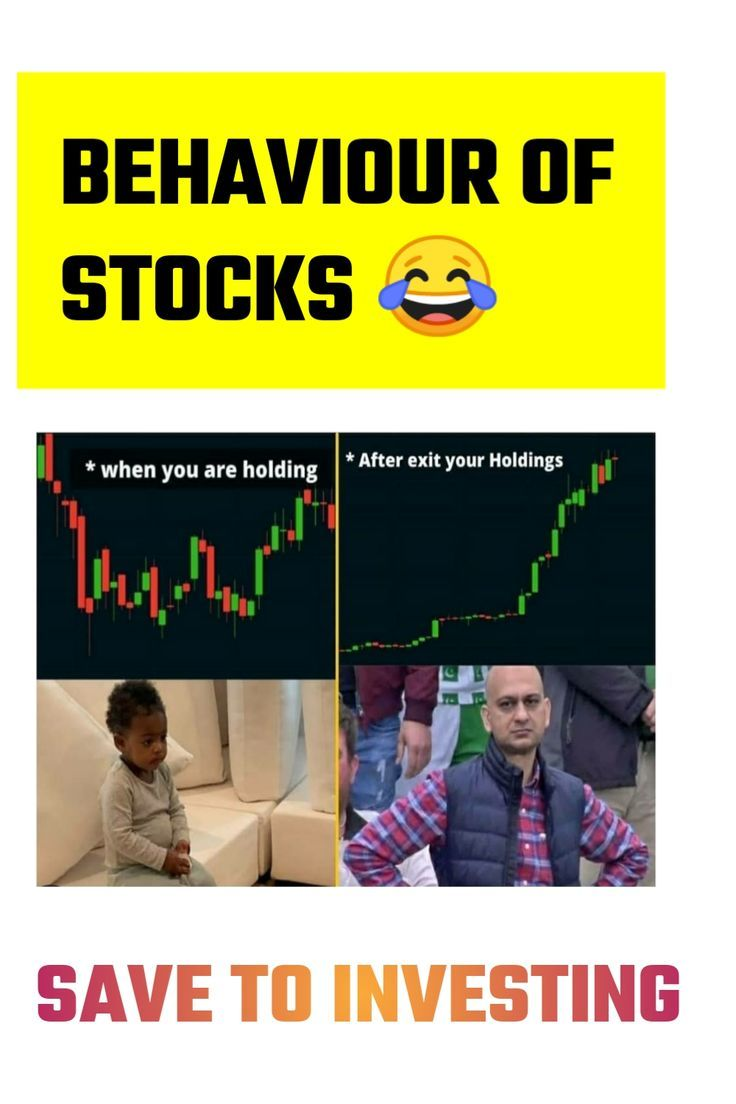 BEHAVIOUR OF
STOCKS 😂
* when you are holding
* After exit your Holdings
SAVE TO INVESTING